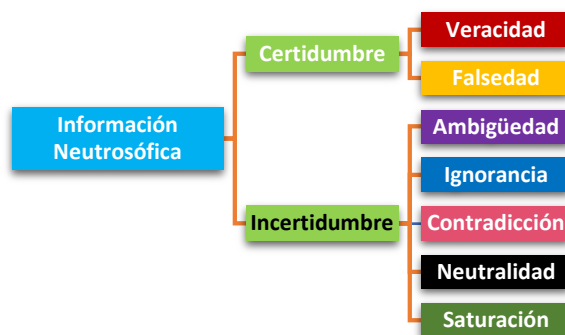 Información
Neutrosófica
Certidumbre
Veracidad
Falsedad
Incertidumbre
Ambigüedad
Ignorancia
Contradicción
Neutralidad
Saturación